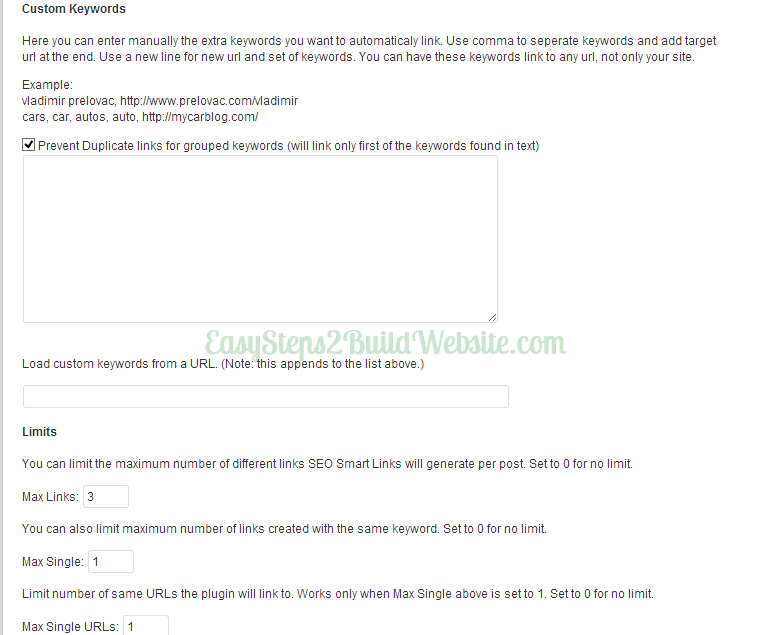 Custom Keywords
Here you can enter manually the extra keywords you want to automaticaly link. Use comma to seperate keywords and add target
url at the end. Use a new line for new url and set of keywords. You can have these keywords link to any url, not only your site.
Example:
vladimir prelovac, http://www.prelovac.com/vladimir
cars, car, autos, auto, http://mycarblog.com/
Prevent Duplicate links for grouped keywords (will link only first of the keywords found in text)
EasySteps2BuildWebsite.com
Load custom keywords from a URL. (Note: this appends to the list above.)
Limits
You can limit the maximum number of different links SEO Smart Links will generate per post. Set to 0 for no limit.
Max Links: 3
You can also limit maximum number of links created with the same keyword. Set to 0 for no limit.
Max Single: 1
Limit number of same URLs the plugin will link to. Works only when Max Single above is set to 1. Set to 0 for no limit.
Max Single URLs: 1